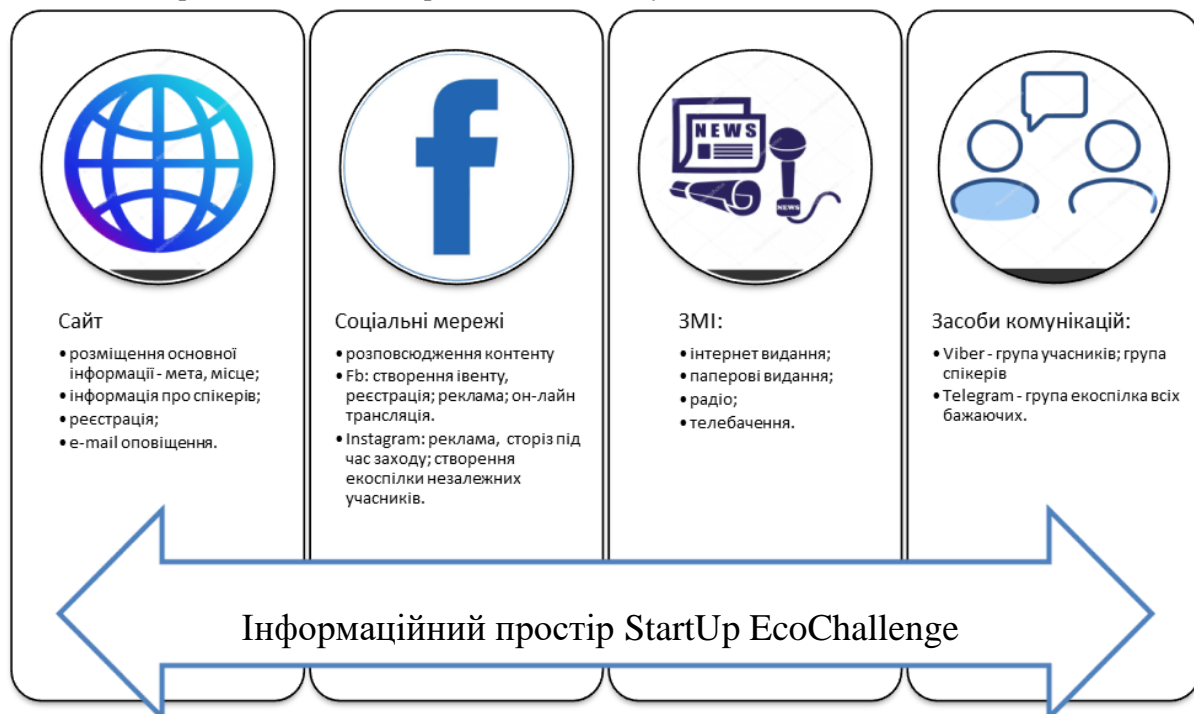 NEWS
NEWS
Сайт
• розміщення основної
інформації - мета, місце;
• інформація про спікерів;
• реєстрація;
• e-mail оповіщення.
Соціальні мережі
• розповсюдження контенту
• Fb: створення івенту,
реєстрація; реклама; он-лайн
трансляція.
• Instagram: реклама, сторіз під
час заходу; створення
екоспілки незалежних
учасників.
ЗМІ:
• інтернет видання;
• паперові видання;
• радіо;
• телебачення.
Засоби комунікацій:
• Viber - група учасників; група
спікерів
• Telegram - група екоспілка всіх
бажаючих.
Інформаційний простір StartUp EcoChallenge